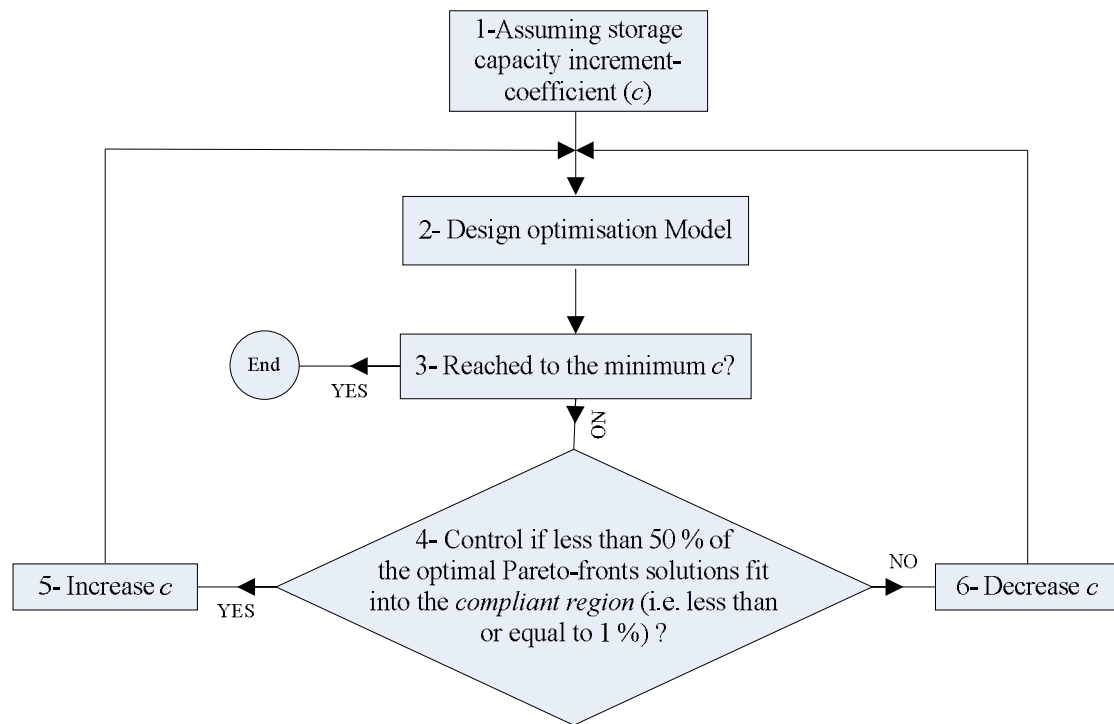 1-Assuming storage
capacity increment-
coefficient (c)
2- Design optimisation Model
3- Reached to the minimum c?
End
YES
NO
4- Control if less than 50 % of
the optimal Pareto-fronts solutions fit
into the compliant region (i.e. less than
or equal to 1 %) ?
YES
5- Increase c
NO
6- Decrease c